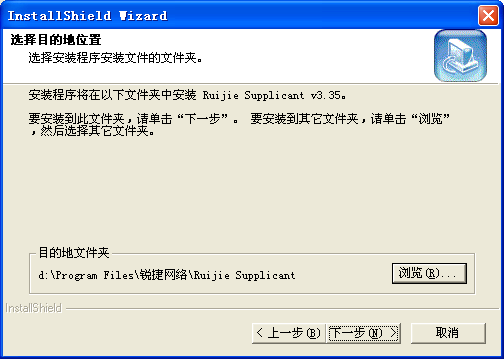 InstallShield Wizard
选择目的地位置
选择安装程序安装文件的文件夹。
安装程序将在以下文件夹中安装 Ruijie Supplicant v3.35。
要安装到此文件夹，请单击“下一步”。 要安装到其它文件夹，请单击“浏览”
，然后选择其它文件夹。
目的地文件夹
d:\Program Files\锐捷网络\Ruijie Supplicant
浏览(R)...
InstallShield
< 上一步(B)
下一步(N) >
取消